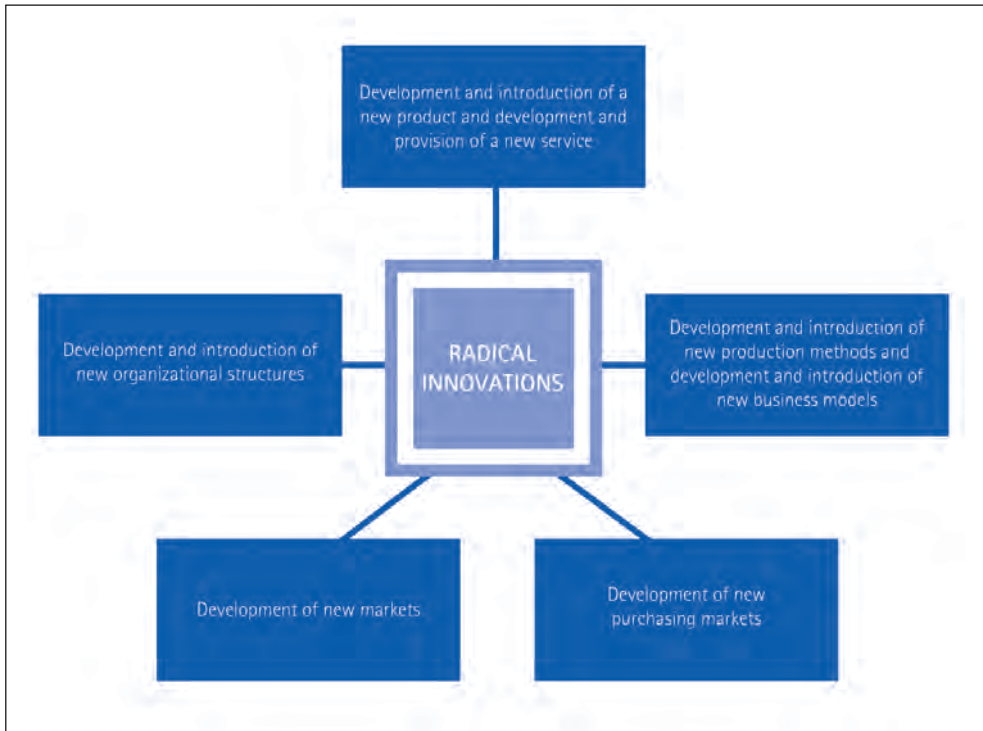 Development and introduction of a
new product and development and
provision of a new service
Development and introduction of
new organizational structures
RADICAL
INNOVATIONS
Development and introduction of
new production methods and
development and introduction of
new business models
Development of new markets
Development of new
purchasing markets